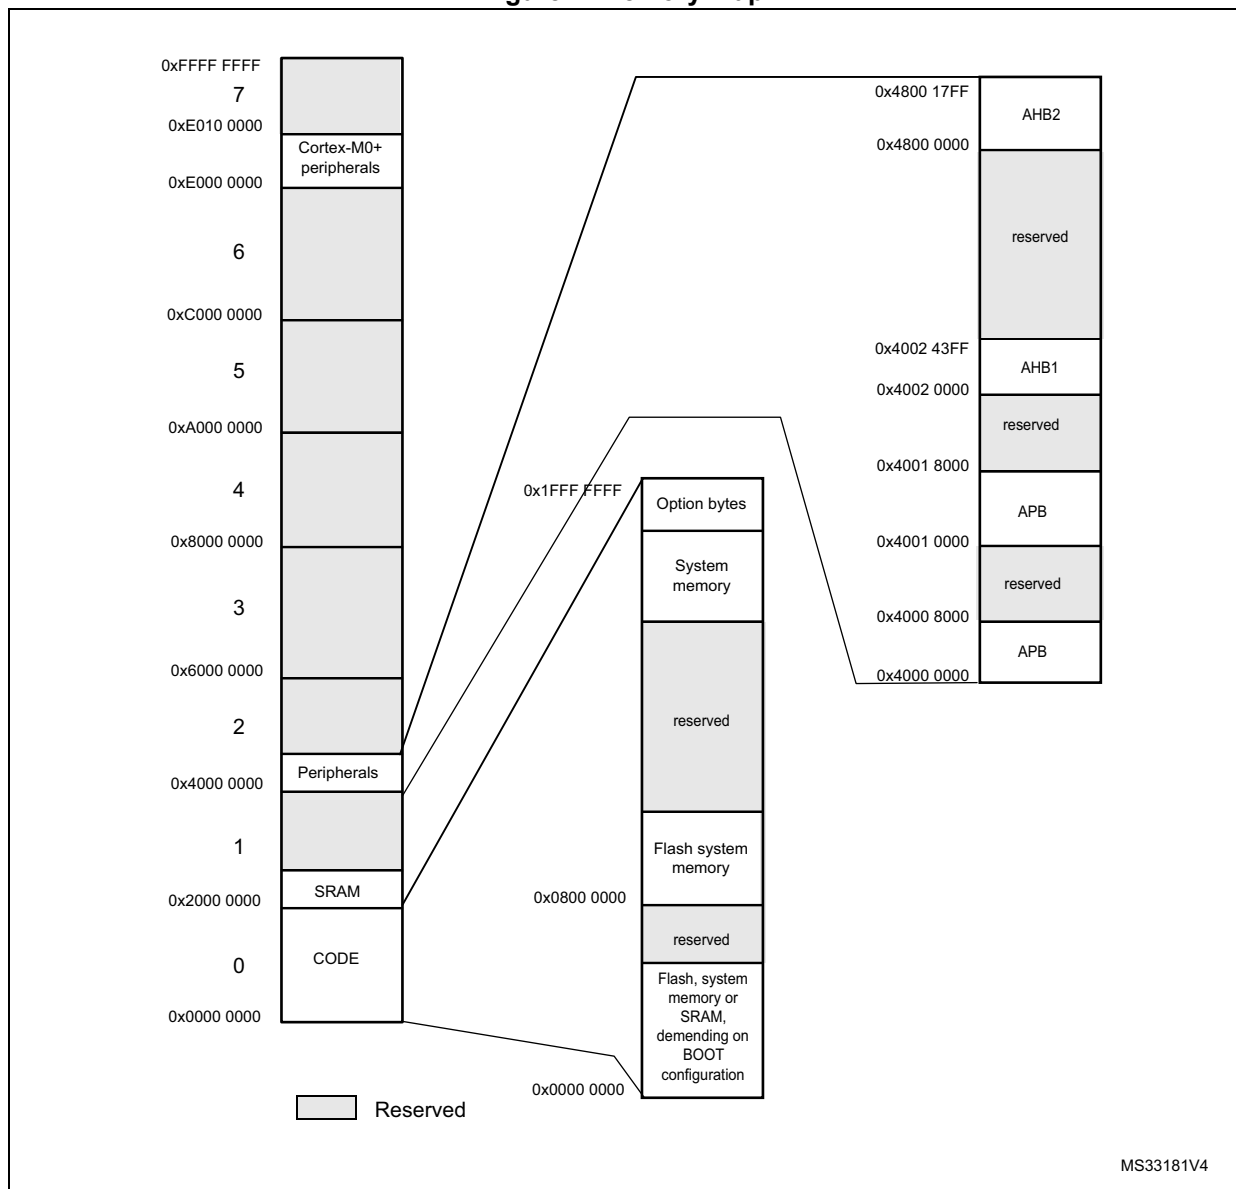 0xFFFF FFFF
7
0xE010 0000
Cortex-M0+
peripherals
0xE000 0000
6
0xC000 0000
5
0xA000 0000
4
0x8000 0000
3
0x6000 0000
2
Peripherals
0x4000 0000
1
SRAM
0x2000 0000
CODE
0
0x0000 0000
Reserved
0x1FFF FFFF
Option bytes
System
memory
reserved
Flash system
memory
0x0800 0000
reserved
Flash, system
memory or
SRAM,
demending on
BOOT
configuration
0x0000 0000
0x4800 17FF
AHB2
0x4800 0000
reserved
0x4002 43FF
AHB1
0x4002 0000
reserved
0x4001 8000
APB
0x4001 0000
reserved
0x4000 8000
APB
0x4000 0000
MS33181V4